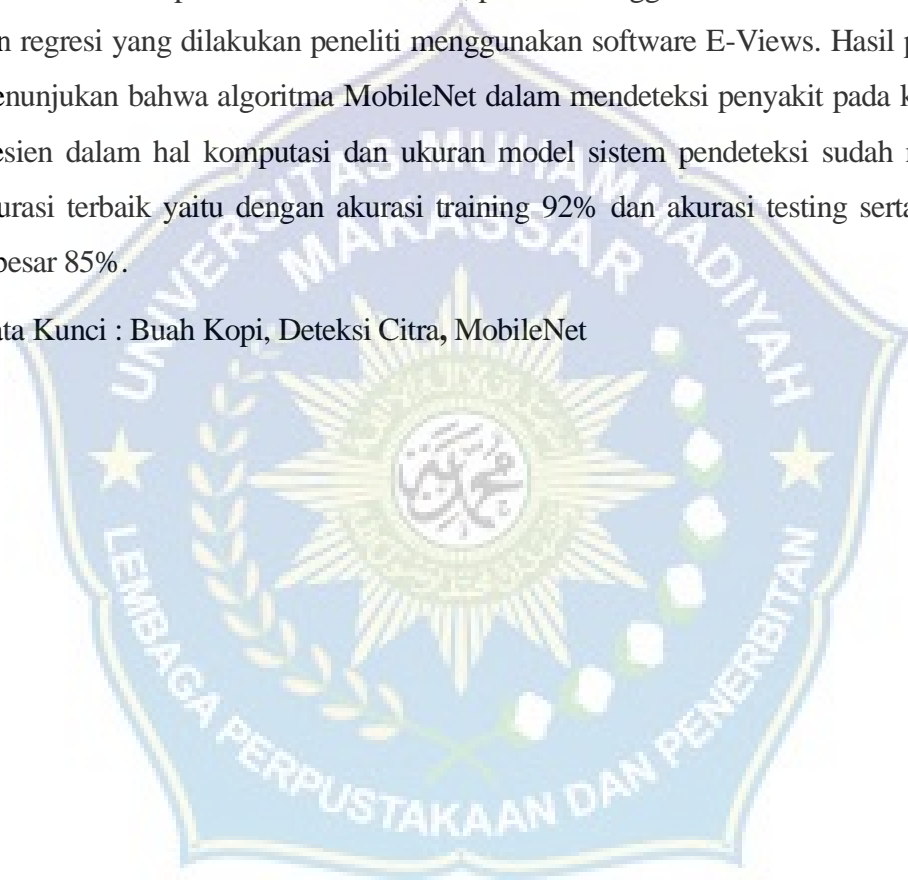 n regresi yang dilakukan peneliti menggunakan software E-Views. Hasil p
enunjukan bahwa algoritma MobileNet dalam mendeteksi penyakit pada k
esien dalam hal komputasi dan ukuran model sistem pendeteksi sudah
urasi terbaik yaitu dengan akurasi training 92% dan akurasi testing serta
besar 85%.
ata Kunci : Buah Kopi, Deteksi Citra, MobileNet
UNIVERSITAS MUHAMMADIYAH
MAKASSAR
LEMBAGA PERPUSTAKAAN DAN PENERBITAN